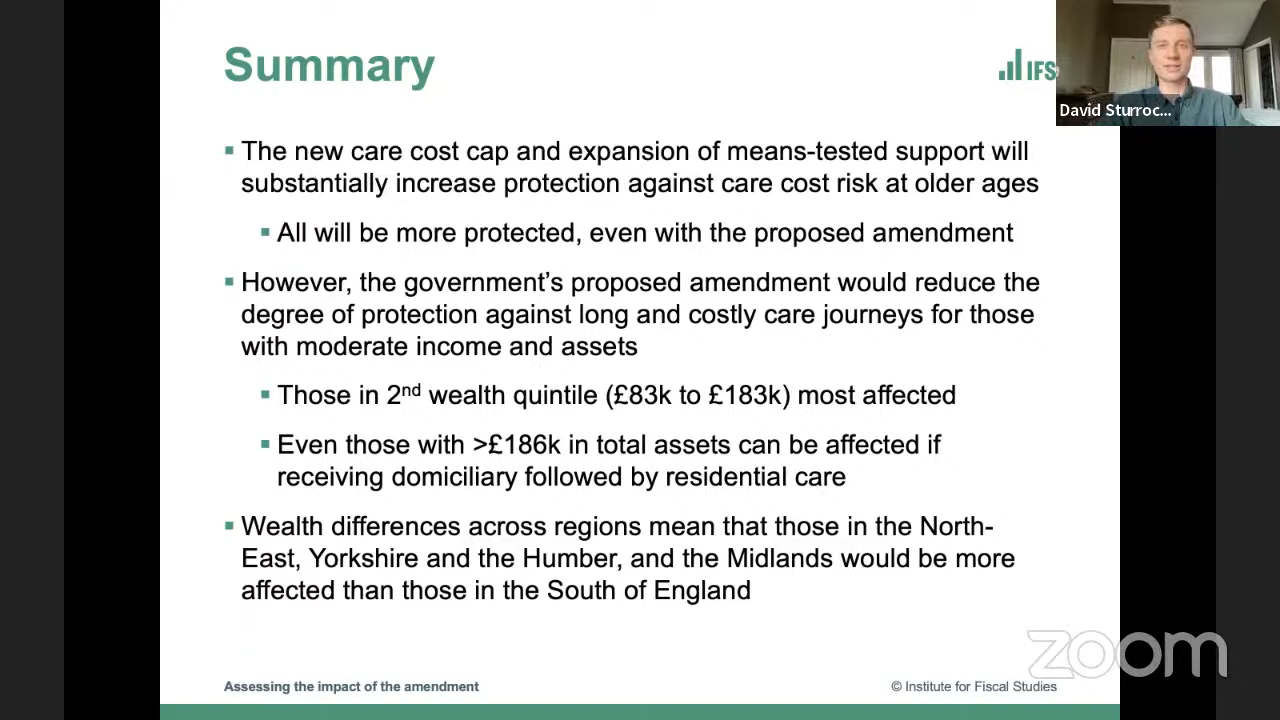 Summary
IFS
David Sturroc...
▪ The new care cost cap and expansion of means-tested support will
substantially increase protection against care cost risk at older ages
▪ All will be more protected, even with the proposed amendment
▪ However, the government’s proposed amendment would reduce the
degree of protection against long and costly care journeys for those
with moderate income and assets
▪ Those in 2nd wealth quintile (£83k to £183k) most affected
▪ Even those with >£186k in total assets can be affected if
receiving domiciliary followed by residential care
▪ Wealth differences across regions mean that those in the North-
East, Yorkshire and the Humber, and the Midlands would be more
affected than those in the South of England
zoom
Assessing the impact of the amendment
© Institute for Fiscal Studies